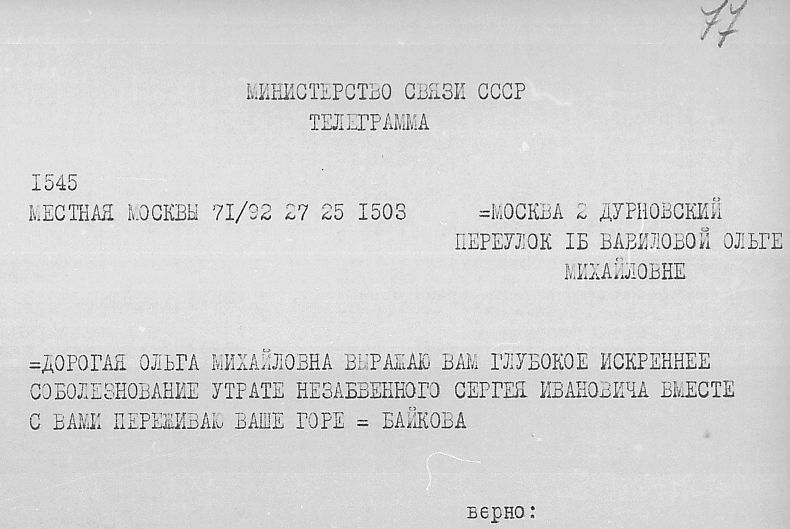 77
МИНИСТЕРСТВО СВЯЗИ СССР
ТЕЛЕГРАММА
I545
МЕСТНАЯ МОСКВЫ 7I/92 27 25 I503 =МОСКВА 2 ДУРНОВСКИЙ
ПЕРЕУЛОК IБ ВАВИЛОВОЙ ОЛЬГЕ
МИХАЙЛОВНЕ
=ДОРОГАЯ ОЛЬГА МИХАЙЛОВНА ВЫРАЖАЮ ВАМ ГЛУБОКОЕ ИСКРЕННЕЕ
СОБОЛЕЗНОВАНИЕ УТРАТЕ НЕЗАБВЕННОГО СЕРГЕЯ ИВАНОВИЧА ВМЕСТЕ
С ВАМИ ПЕРЕЖИВАЮ ВАШЕ ГОРЕ = БАЙКОВА
верно: